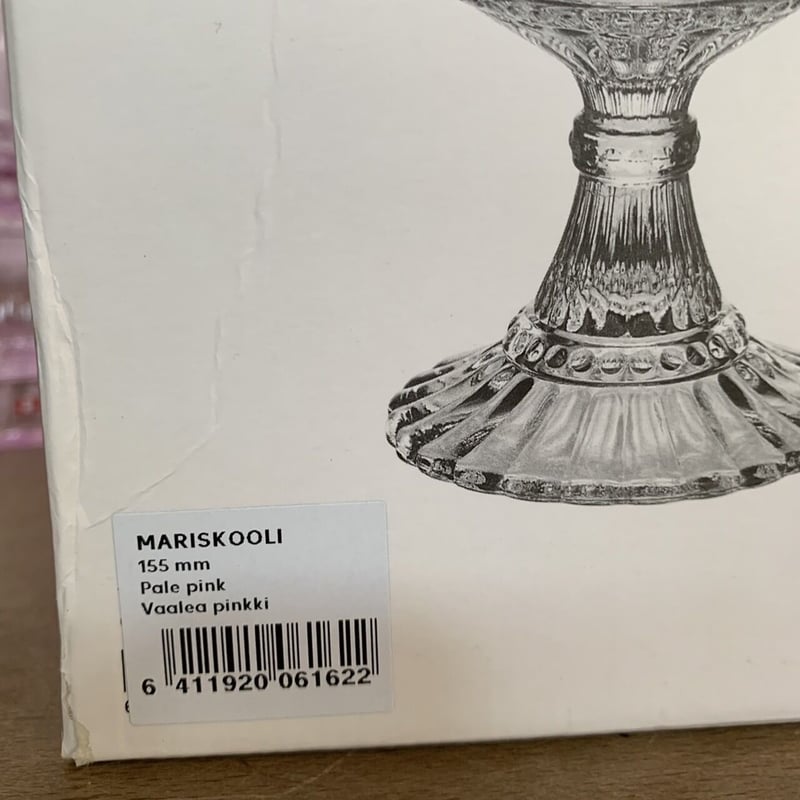 MARISKOOLI
155 mm
Pale pink
Vaalea pinkki
6 411920 061622